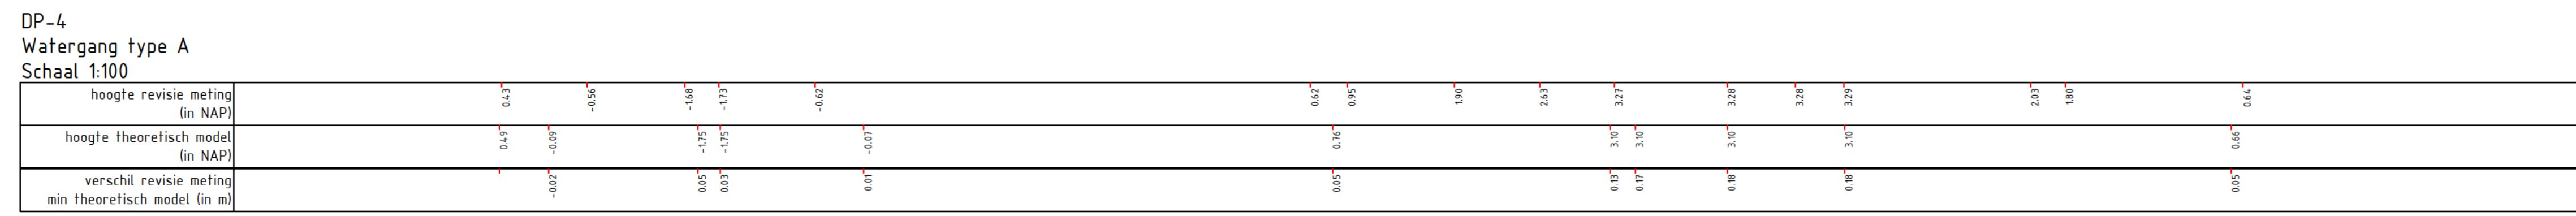 DP-4
Watergang type A
Schaal 1:100
hoogte revisie meting
(in NAP)
0.43 -0.56 -1.68 -1.73 -0.62 0.62 0.95 1.90 2.63 3.27 3.28 3.28 3.29 2.03 1.80 0.64
hoogte theoretisch model
(in NAP)
0.49 -0.09 -1.75 -1.75 -0.07 0.76 3.10 3.10 3.10 3.10 0.66
verschil revisie meting
min theoretisch model (in m)
-0.02 0.05 0.03 0.01 0.05 0.13 0.17 0.18 0.18 0.05